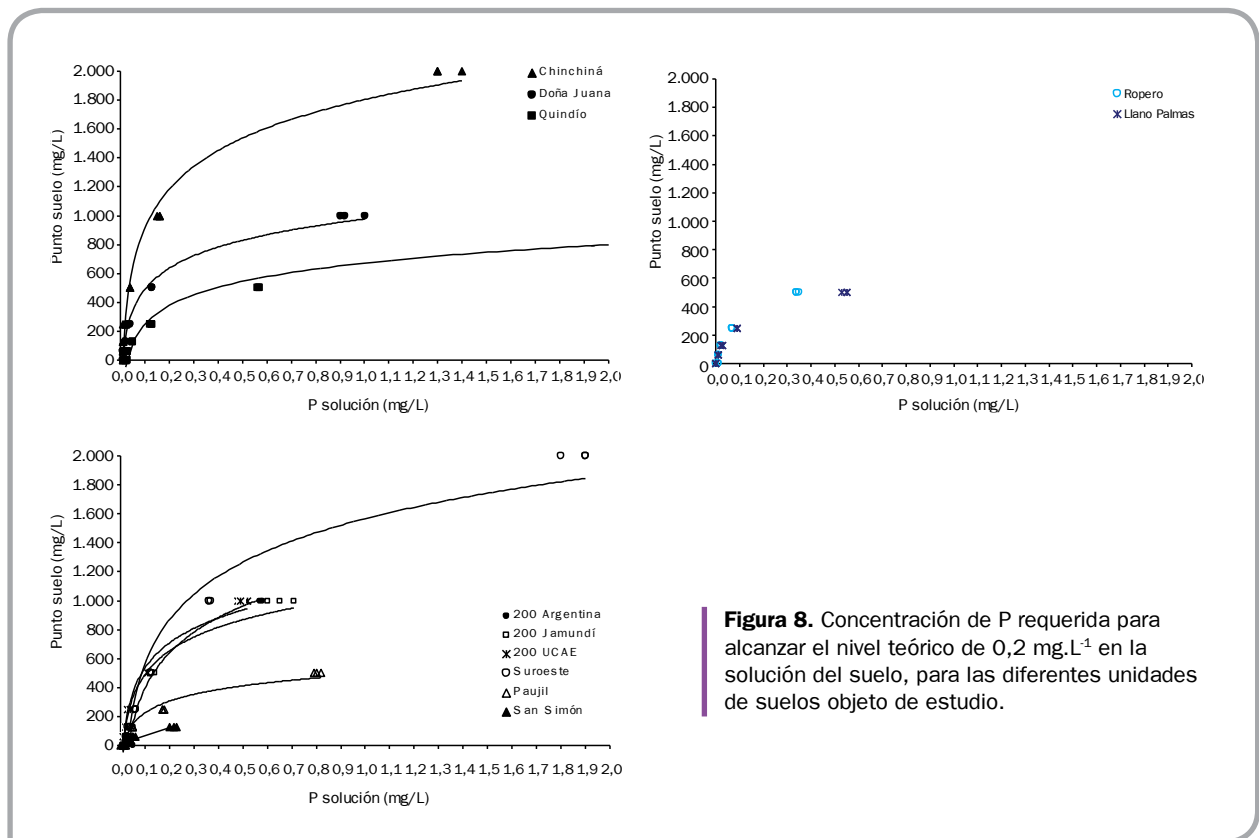 2.000
1.800
1.600
1.400
1.200
1.000
800
600
400
200
0
Punto suelo (mg/L)
0,0 0,1 0,2 0,3 0,4 0,5 0,6 0,7 0,8 0,9 1,0 1,1 1,2 1,3 1,4 1,5 1,6 1,7 1,8 1,9 2,0
P solución (mg/L)
Chinchiná
Doña Juana
Quindío
2.000
1.800
1.600
1.400
1.200
1.000
800
600
400
200
0
Punto suelo (mg/L)
0,0 0,1 0,2 0,3 0,4 0,5 0,6 0,7 0,8 0,9 1,0 1,1 1,2 1,3 1,4 1,5 1,6 1,7 1,8 1,9 2,0
P solución (mg/L)
Ropero
Llano Palmas
2.000
1.800
1.600
1.400
1.200
1.000
800
600
400
200
0
Punto suelo (mg/L)
0,0 0,1 0,2 0,3 0,4 0,5 0,6 0,7 0,8 0,9 1,0 1,1 1,2 1,3 1,4 1,5 1,6 1,7 1,8 1,9 2,0
P solución (mg/L)
200 Argentina
200 Jamundí
200 UCAE
Suroeste
Paujil
San Simón
Figura 8. Concentración de P requerida para
alcanzar el nivel teórico de 0,2 mg.L⁻¹ en la
solución del suelo, para las diferentes unidades
de suelos objeto de estudio.